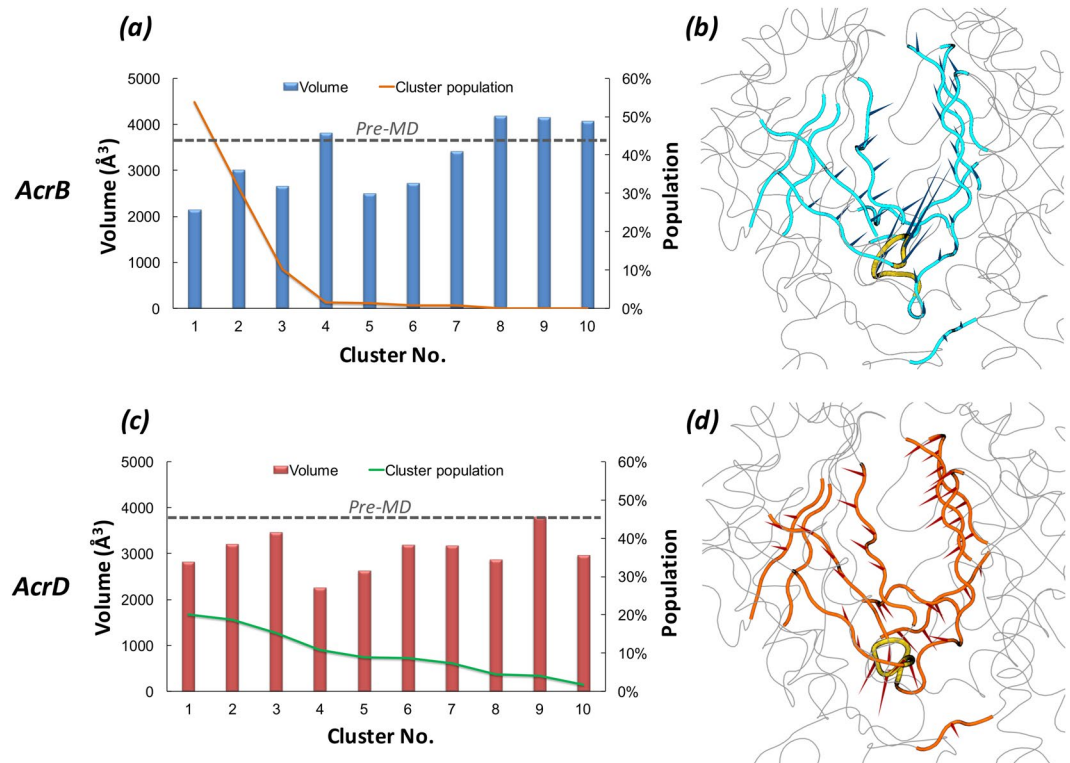 (a)
(b)
AcrB
Volume
Cluster population
Pre-MD
Volume (Å³)
5000
4000
3000
2000
1000
0
Population
60%
50%
40%
30%
20%
10%
0%
1 2 3 4 5 6 7 8 9 10
Cluster No.
(c)
(d)
AcrD
Volume
Cluster population
Pre-MD
Volume (Å³)
5000
4000
3000
2000
1000
0
Population
60%
50%
40%
30%
20%
10%
0%
1 2 3 4 5 6 7 8 9 10
Cluster No.